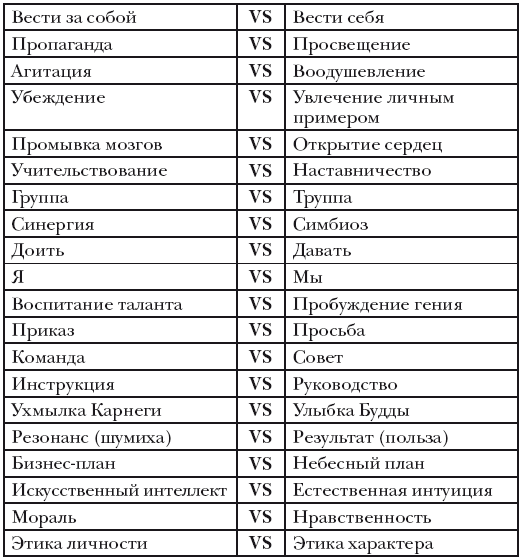 Вести за собой VS Вести себя
Пропаганда VS Просвещение
Агитация VS Воодушевление
Убеждение VS Увлечение личным
примером
Промывка мозгов VS Открытие сердец
Учительствование VS Наставничество
Группа VS Труппа
Синергия VS Симбиоз
Доить VS Давать
Я VS Мы
Воспитание таланта VS Пробуждение гения
Приказ VS Просьба
Команда VS Совет
Инструкция VS Руководство
Ухмылка Карнеги VS Улыбка Будды
Резонанс (шумиха) VS Результат (польза)
Бизнес-план VS Небесный план
Искусственный интеллект VS Естественная интуиция
Мораль VS Нравственность
Этика личности VS Этика характера